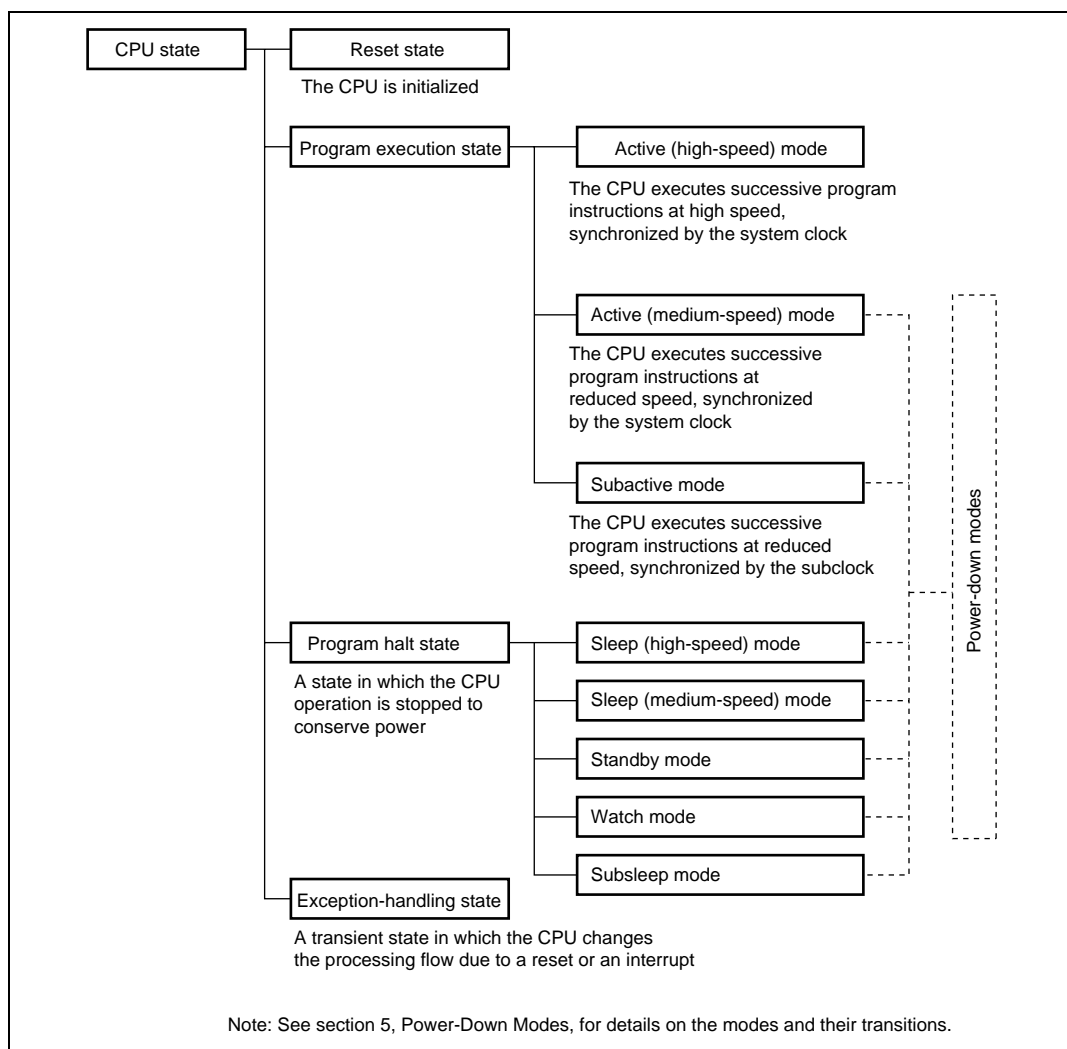 CPU state
Reset state
The CPU is initialized
Program execution state
Active (high-speed) mode
The CPU executes successive program
instructions at high speed,
synchronized by the system clock
Active (medium-speed) mode
The CPU executes successive
program instructions at
reduced speed, synchronized
by the system clock
Subactive mode
The CPU executes successive
program instructions at reduced
speed, synchronized by the subclock
Power-down modes
Program halt state
A state in which the CPU
operation is stopped to
conserve power
Sleep (high-speed) mode
Sleep (medium-speed) mode
Standby mode
Watch mode
Subsleep mode
Exception-handling state
A transient state in which the CPU changes
the processing flow due to a reset or an interrupt
Note: See section 5, Power-Down Modes, for details on the modes and their transitions.